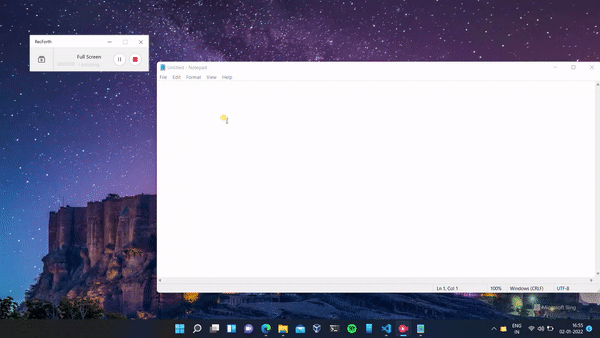 RecForth
Full Screen
Untitled - Notepad
File Edit Format View Help
Ln 1, Col 1 100% Windows (CRLF) UTF-8
Microsoft Bing
ENG
IN
16:55
02-01-2022